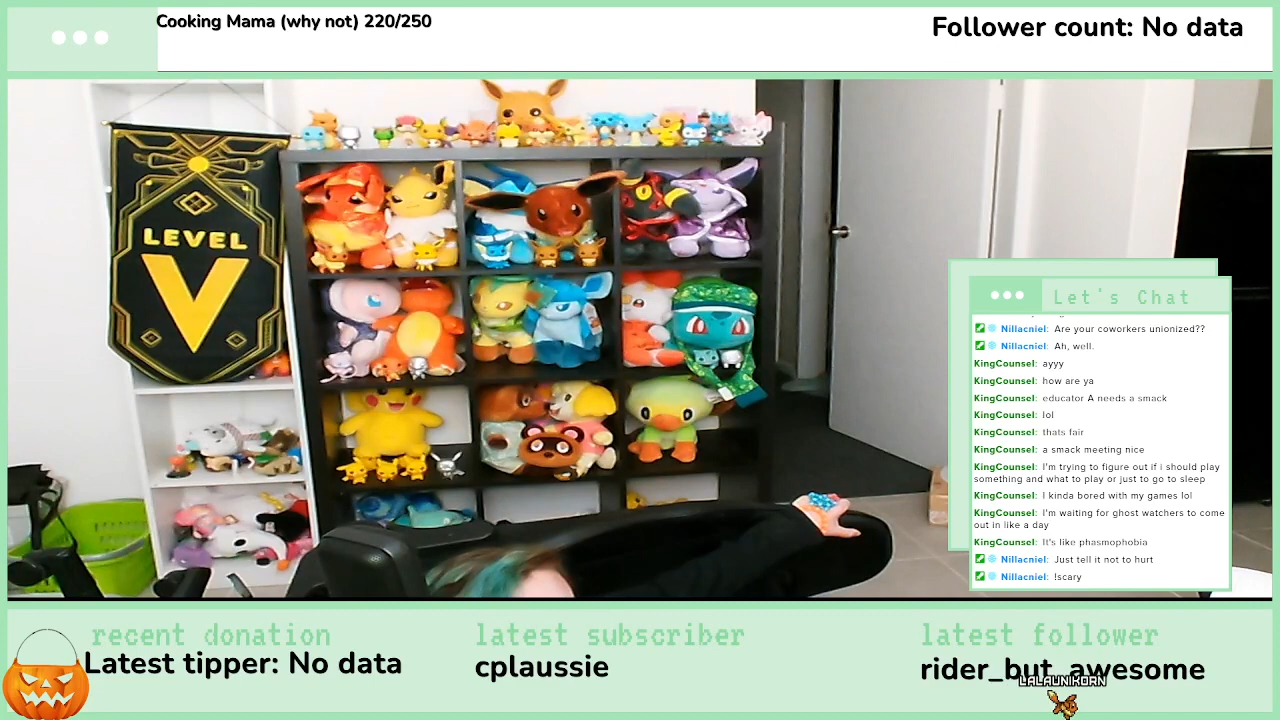 Cooking Mama (why not) 220/250
Follower count: No data
LEVEL
V
Let's Chat
Nillacniel: Are your coworkers unionized??
Nillacniel: Ah, well.
KingCounsel: ayyy
KingCounsel: how are ya
KingCounsel: educator A needs a smack
KingCounsel: lol
KingCounsel: thats fair
KingCounsel: a smack meeting nice
KingCounsel: I'm trying to figure out if i should play
something and what to play or just to go to sleep
KingCounsel: I kinda bored with my games lol
KingCounsel: I'm waiting for ghost watchers to come
out in like a day
KingCounsel: It's like phasmophobia
Nillacniel: Just tell it not to hurt
Nillacniel: !scary
recent donation
Latest tipper: No data
latest subscriber
cplaussie
latest follower
rider_but_awesome
LALAUNIKORN